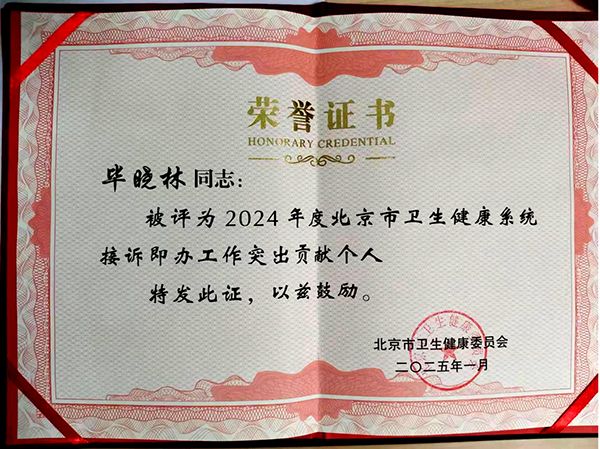 荣誉证书
HONORARY CREDENTIAL
毕晓林同志：
被评为2024年度北京市卫生健康系统
接诉即办工作突出贡献个人
特发此证，以兹鼓励。
北京市卫生健康委员会
二〇二五年一月